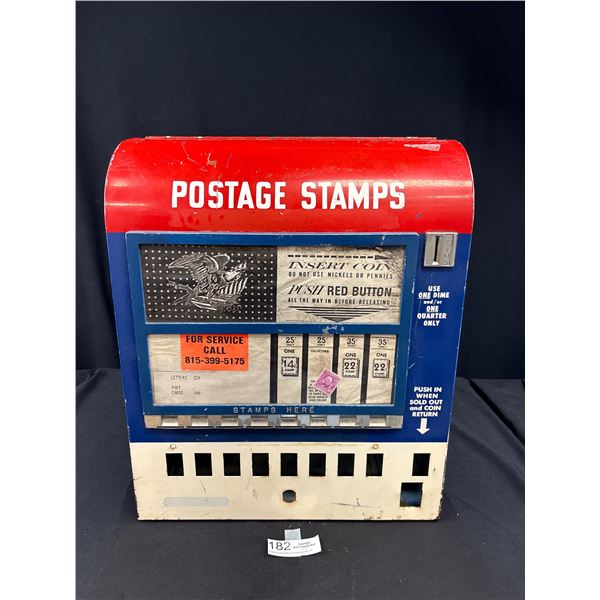 POSTAGE STAMPS
INSERT COIN
DO NOT USE NICKELS OR PENNIES
PUSH RED BUTTON
ALL THE WAY IN BEFORE RELEASING
USE
ONE DIME
and/or
ONE
QUARTER
ONLY
FOR SERVICE
CALL
815-399-5175
LETTERS 22¢
POST
CARDS 14¢
25¢ 25¢ 35¢ 35¢
ONE ONE ONE
14¢ 22 22
STAMPS HERE
PUSH IN
WHEN
SOLD OUT
and COIN
RETURN
182